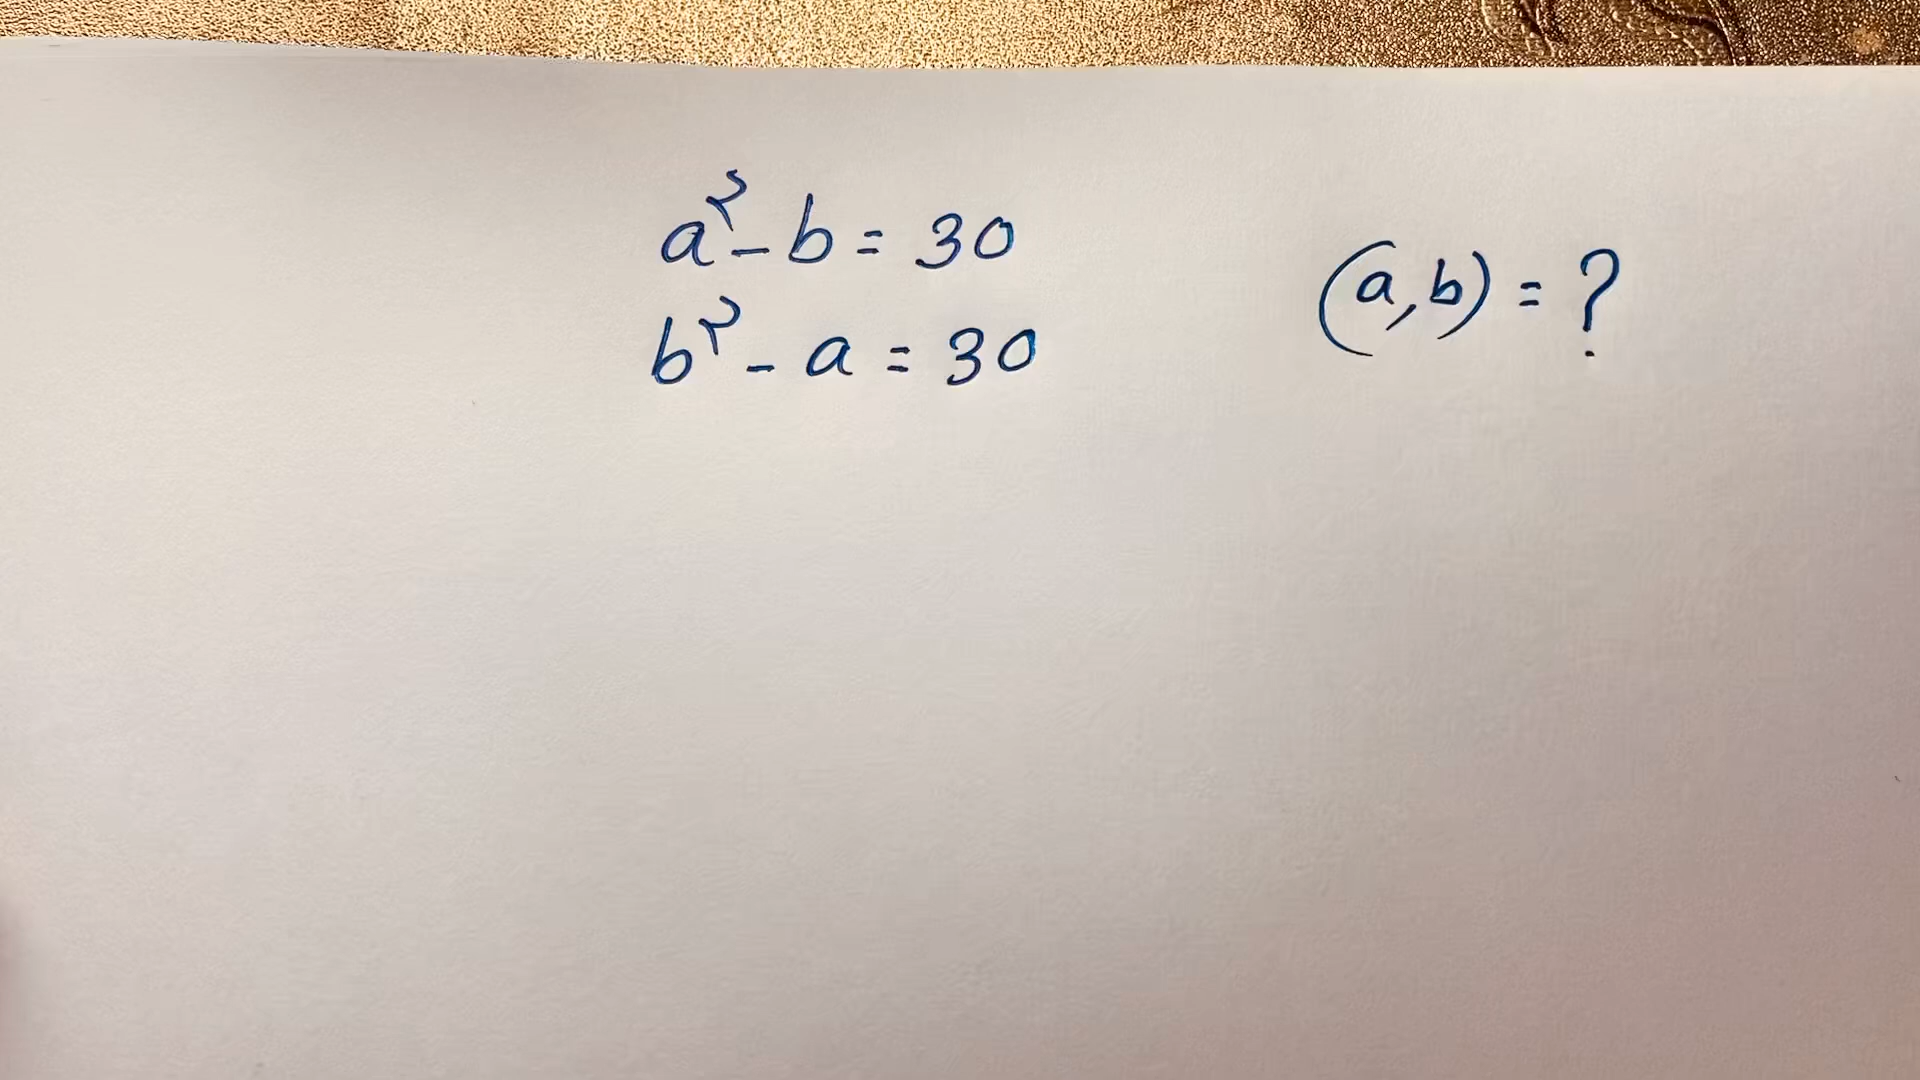 a² - b = 30
b² - a = 30
(a, b) = ?